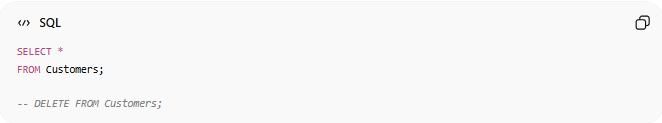 SQL
SELECT *
FROM Customers;
-- DELETE FROM Customers;